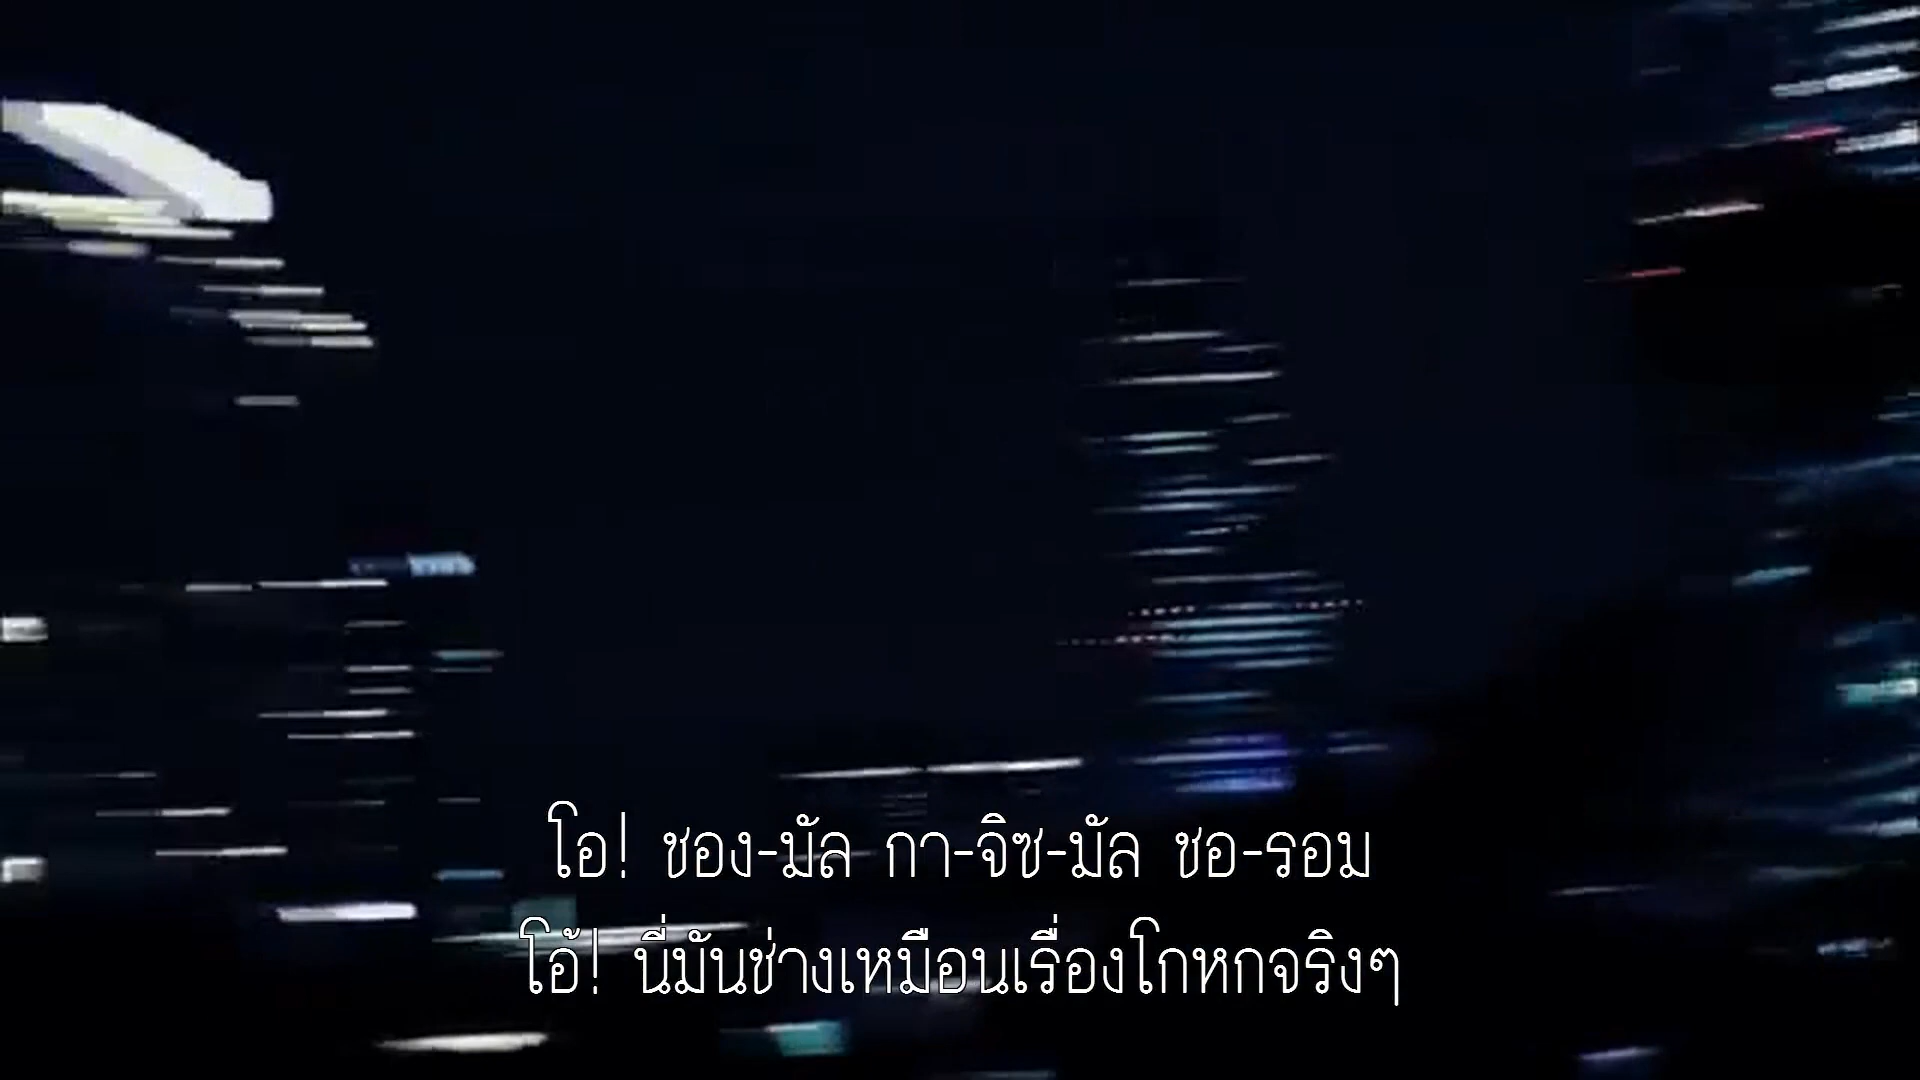 โอ! ชอง-มัล กา-จิซ-มัล ชอ-รอม
โอ้! นี่มันช่างเหมือนเรื่องโกหกจริงๆ